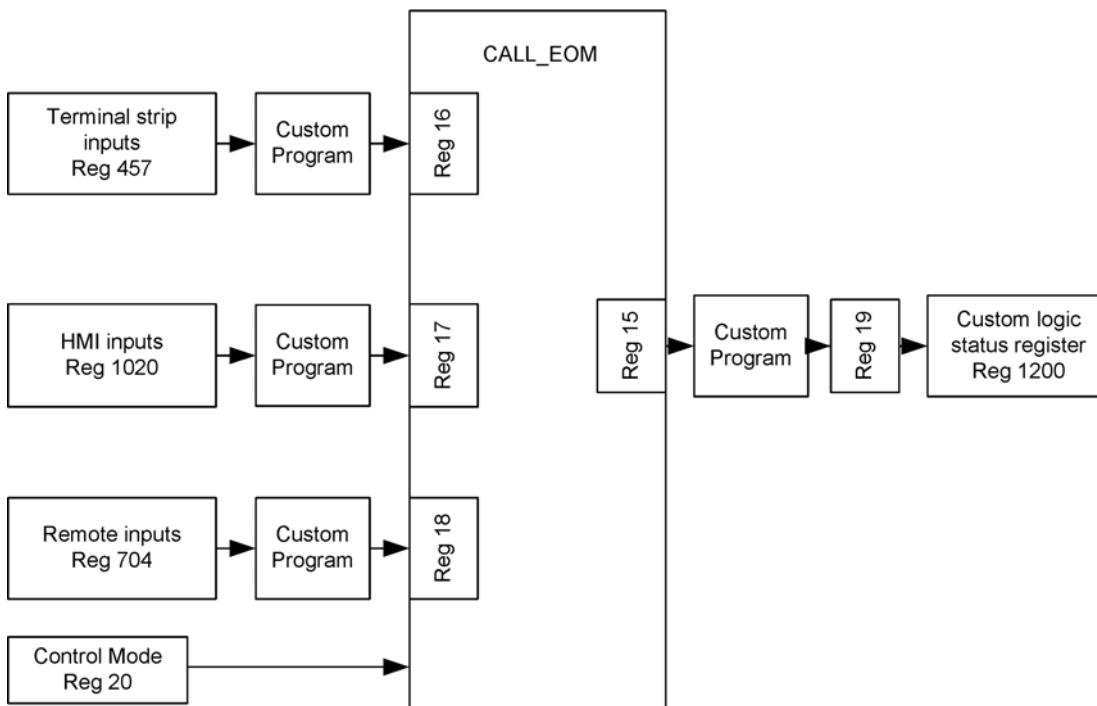 CALL_EOM
Terminal strip
inputs
Reg 457
Custom
Program
Reg 16
HMI inputs
Reg 1020
Custom
Program
Reg 17
Reg 15
Custom
Program
Reg 19
Custom logic
status register
Reg 1200
Remote inputs
Reg 704
Custom
Program
Reg 18
Control Mode
Reg 20